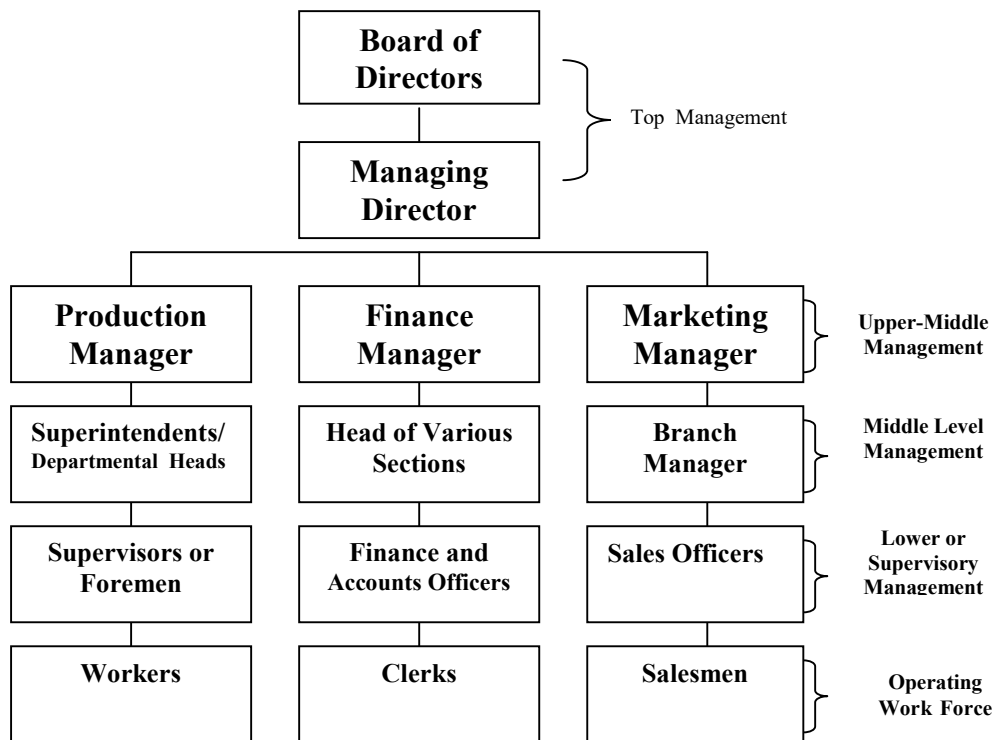 Board of
Directors
Top Management
Managing
Director
Production
Manager
Finance
Manager
Marketing
Manager
Upper-Middle
Management
Superintendents/
Departmental Heads
Head of Various
Sections
Branch
Manager
Middle Level
Management
Supervisors or
Foremen
Finance and
Accounts Officers
Sales Officers
Lower or
Supervisory
Management
Workers
Clerks
Salesmen
Operating
Work Force